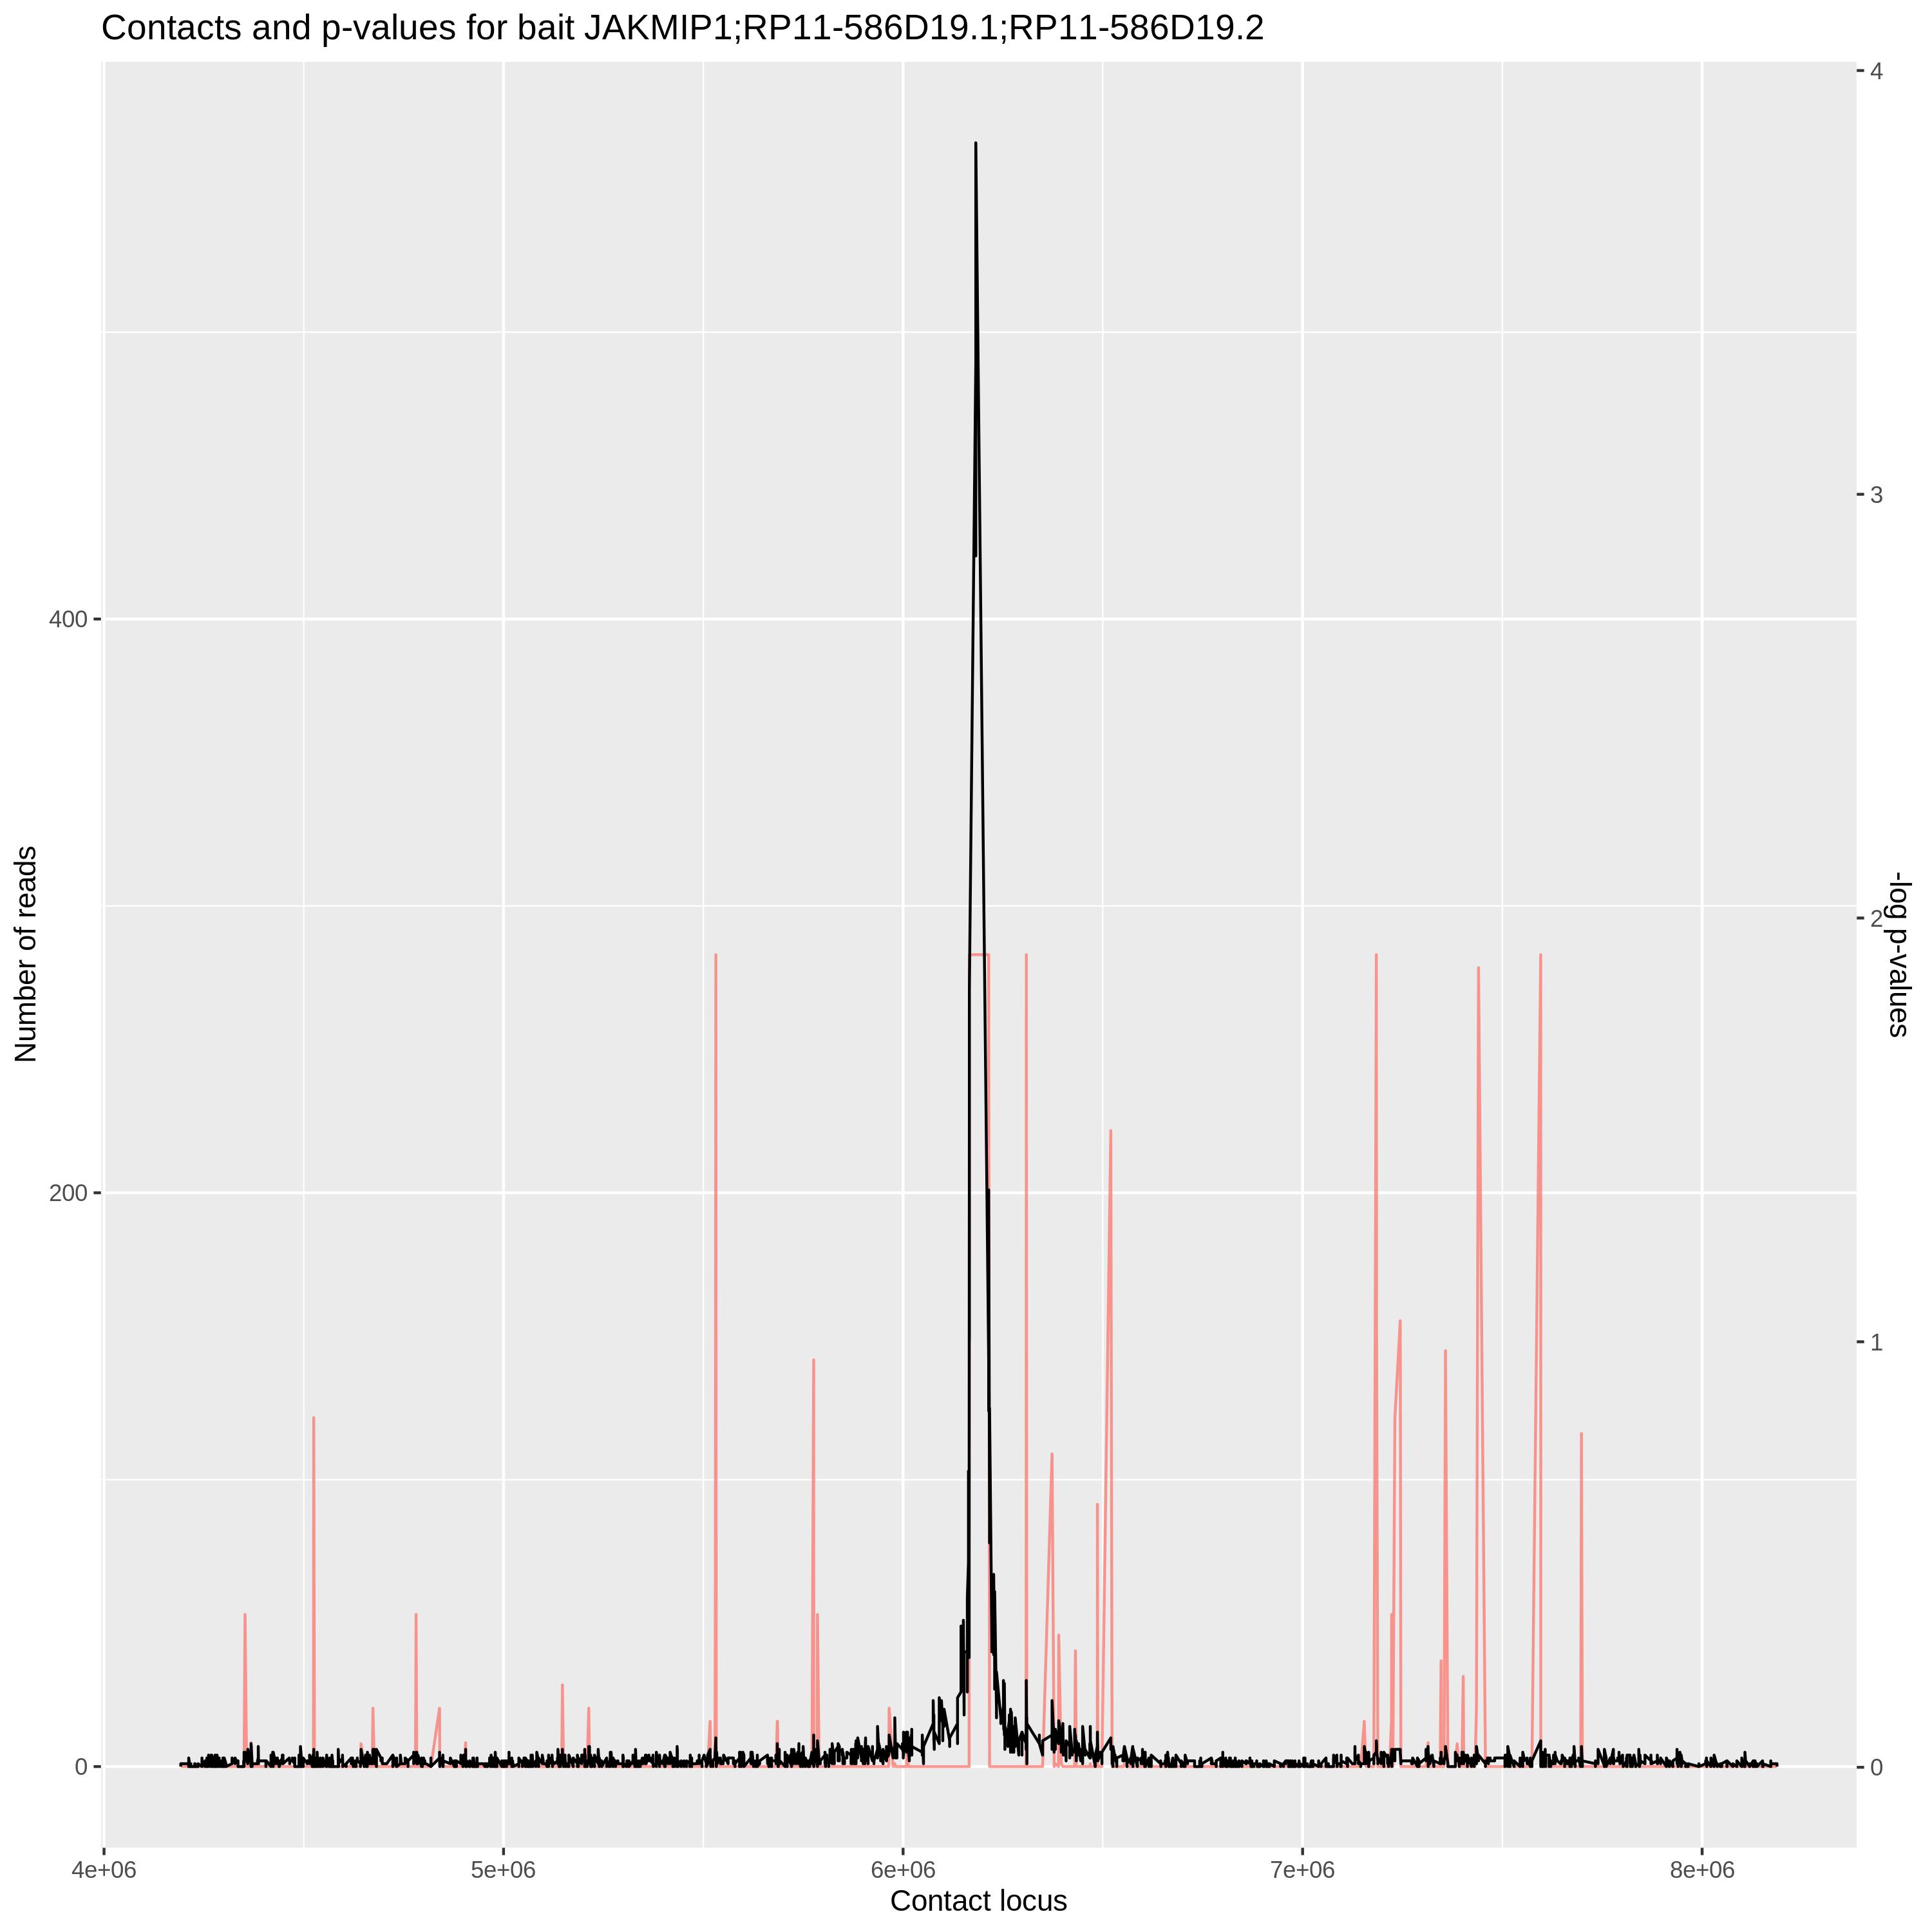 Contacts and p-values for bait JAKMIP1;RP11-586D19.1;RP11-586D19.2
4
3
400
2
Number of reads
-log p-values
200
1
0
0
4e+06
5e+06
6e+06
7e+06
8e+06
Contact locus